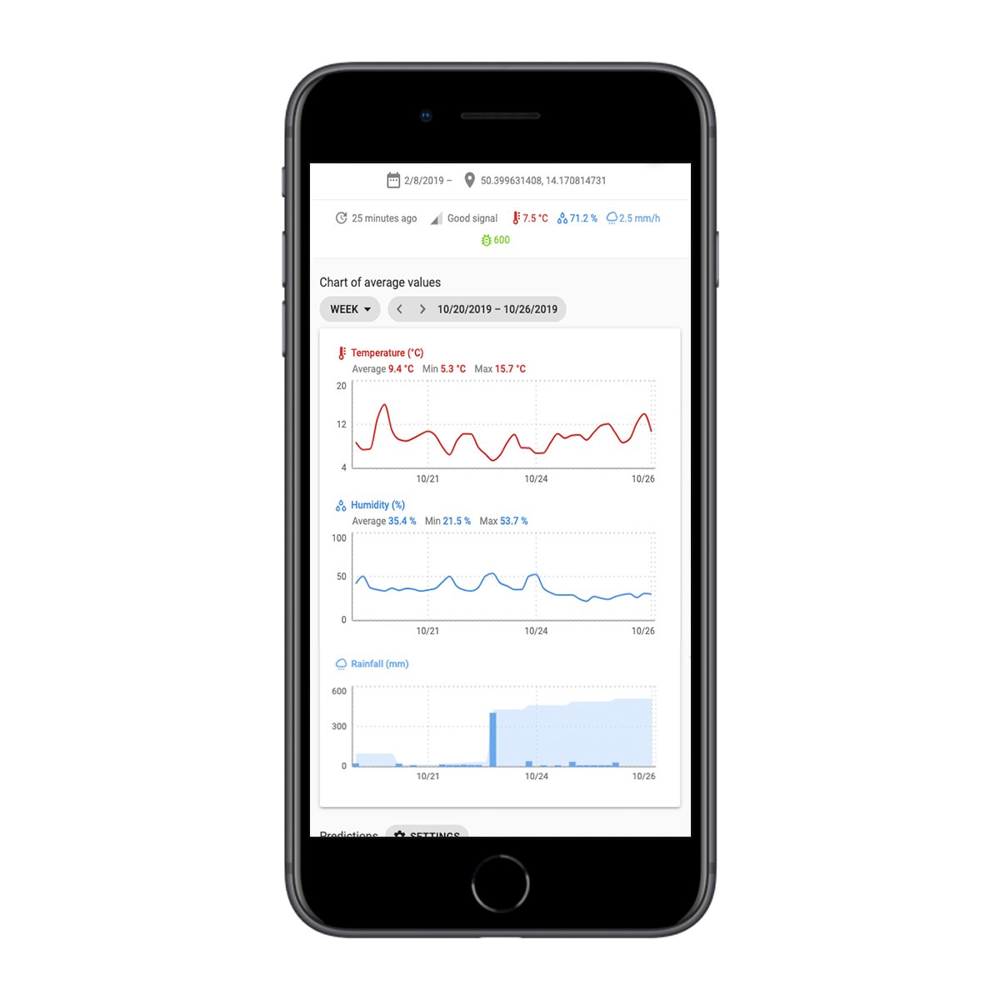 2/8/2019 – 50.399631408, 14.170814731
25 minutes ago Good signal 7.5 °C 71.2 % 2.5 mm/h
600
Chart of average values
WEEK 10/20/2019 – 10/26/2019
Temperature (°C)
Average 9.4 °C Min 5.3 °C Max 15.7 °C
20
12
4
10/21 10/24 10/26
Humidity (%)
Average 35.4 % Min 21.5 % Max 53.7 %
100
50
0
10/21 10/24 10/26
Rainfall (mm)
600
300
0
10/21 10/24 10/26
Predictions SETTINGS